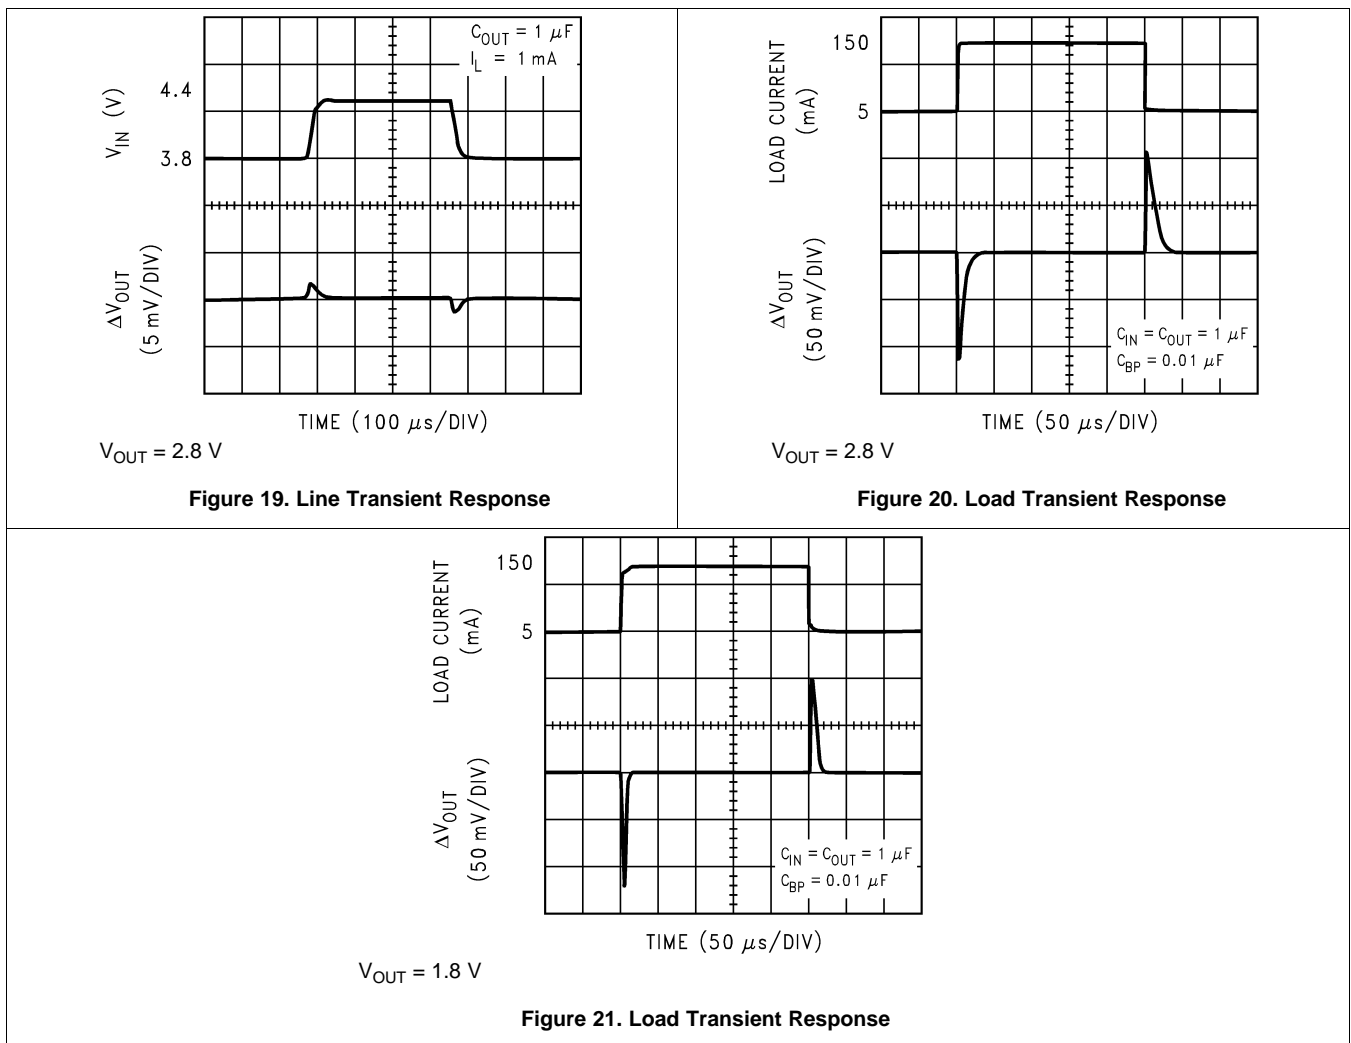 C_OUT = 1 μF
I_L = 1 mA
V_IN (V)
4.4
3.8
ΔV_OUT
(5 mV/DIV)
TIME (100 μs/DIV)
V_OUT = 2.8 V
Figure 19. Line Transient Response
LOAD CURRENT
(mA)
150
5
ΔV_OUT
(50 mV/DIV)
C_IN = C_OUT = 1 μF
C_BP = 0.01 μF
TIME (50 μs/DIV)
V_OUT = 2.8 V
Figure 20. Load Transient Response
LOAD CURRENT
(mA)
150
5
ΔV_OUT
(50 mV/DIV)
C_IN = C_OUT = 1 μF
C_BP = 0.01 μF
TIME (50 μs/DIV)
V_OUT = 1.8 V
Figure 21. Load Transient Response